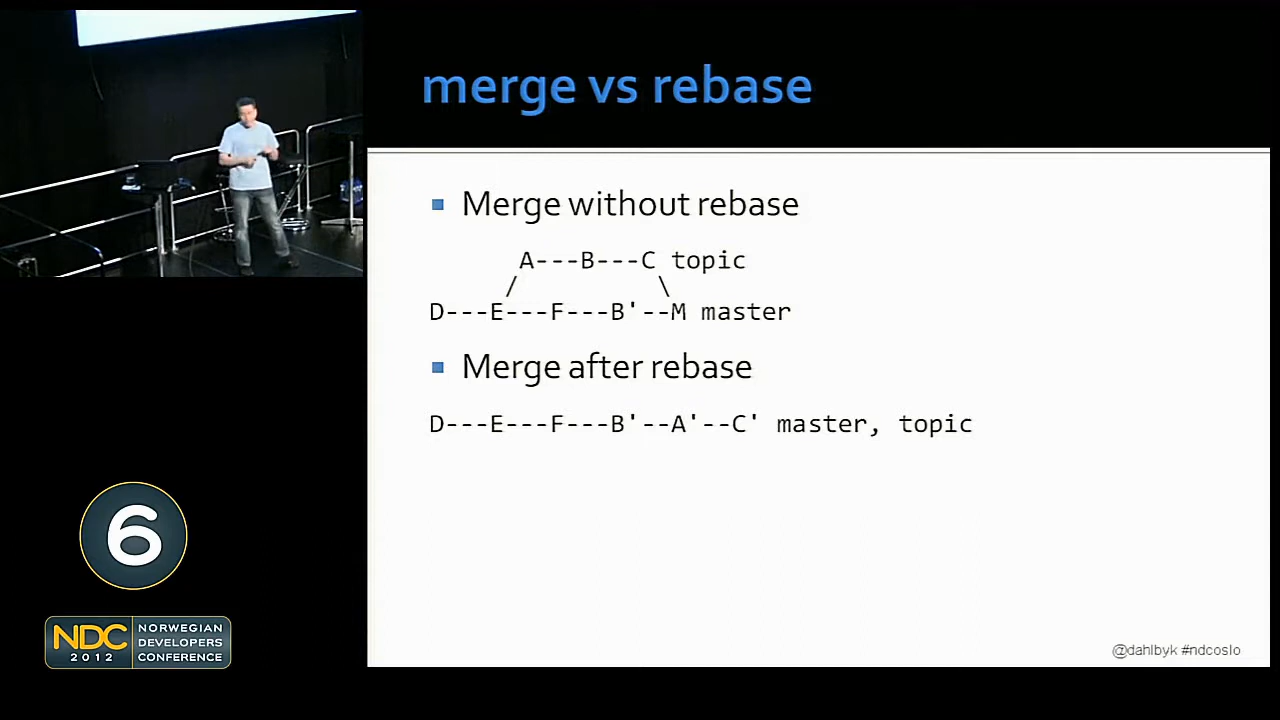 merge vs rebase
Merge without rebase
A---B---C topic
/ \
D---E---F---B'--M master
Merge after rebase
D---E---F---B'--A'--C' master, topic
6
NDC
2012
NORWEGIAN
DEVELOPERS
CONFERENCE
@dahlbyk #ndcoslo